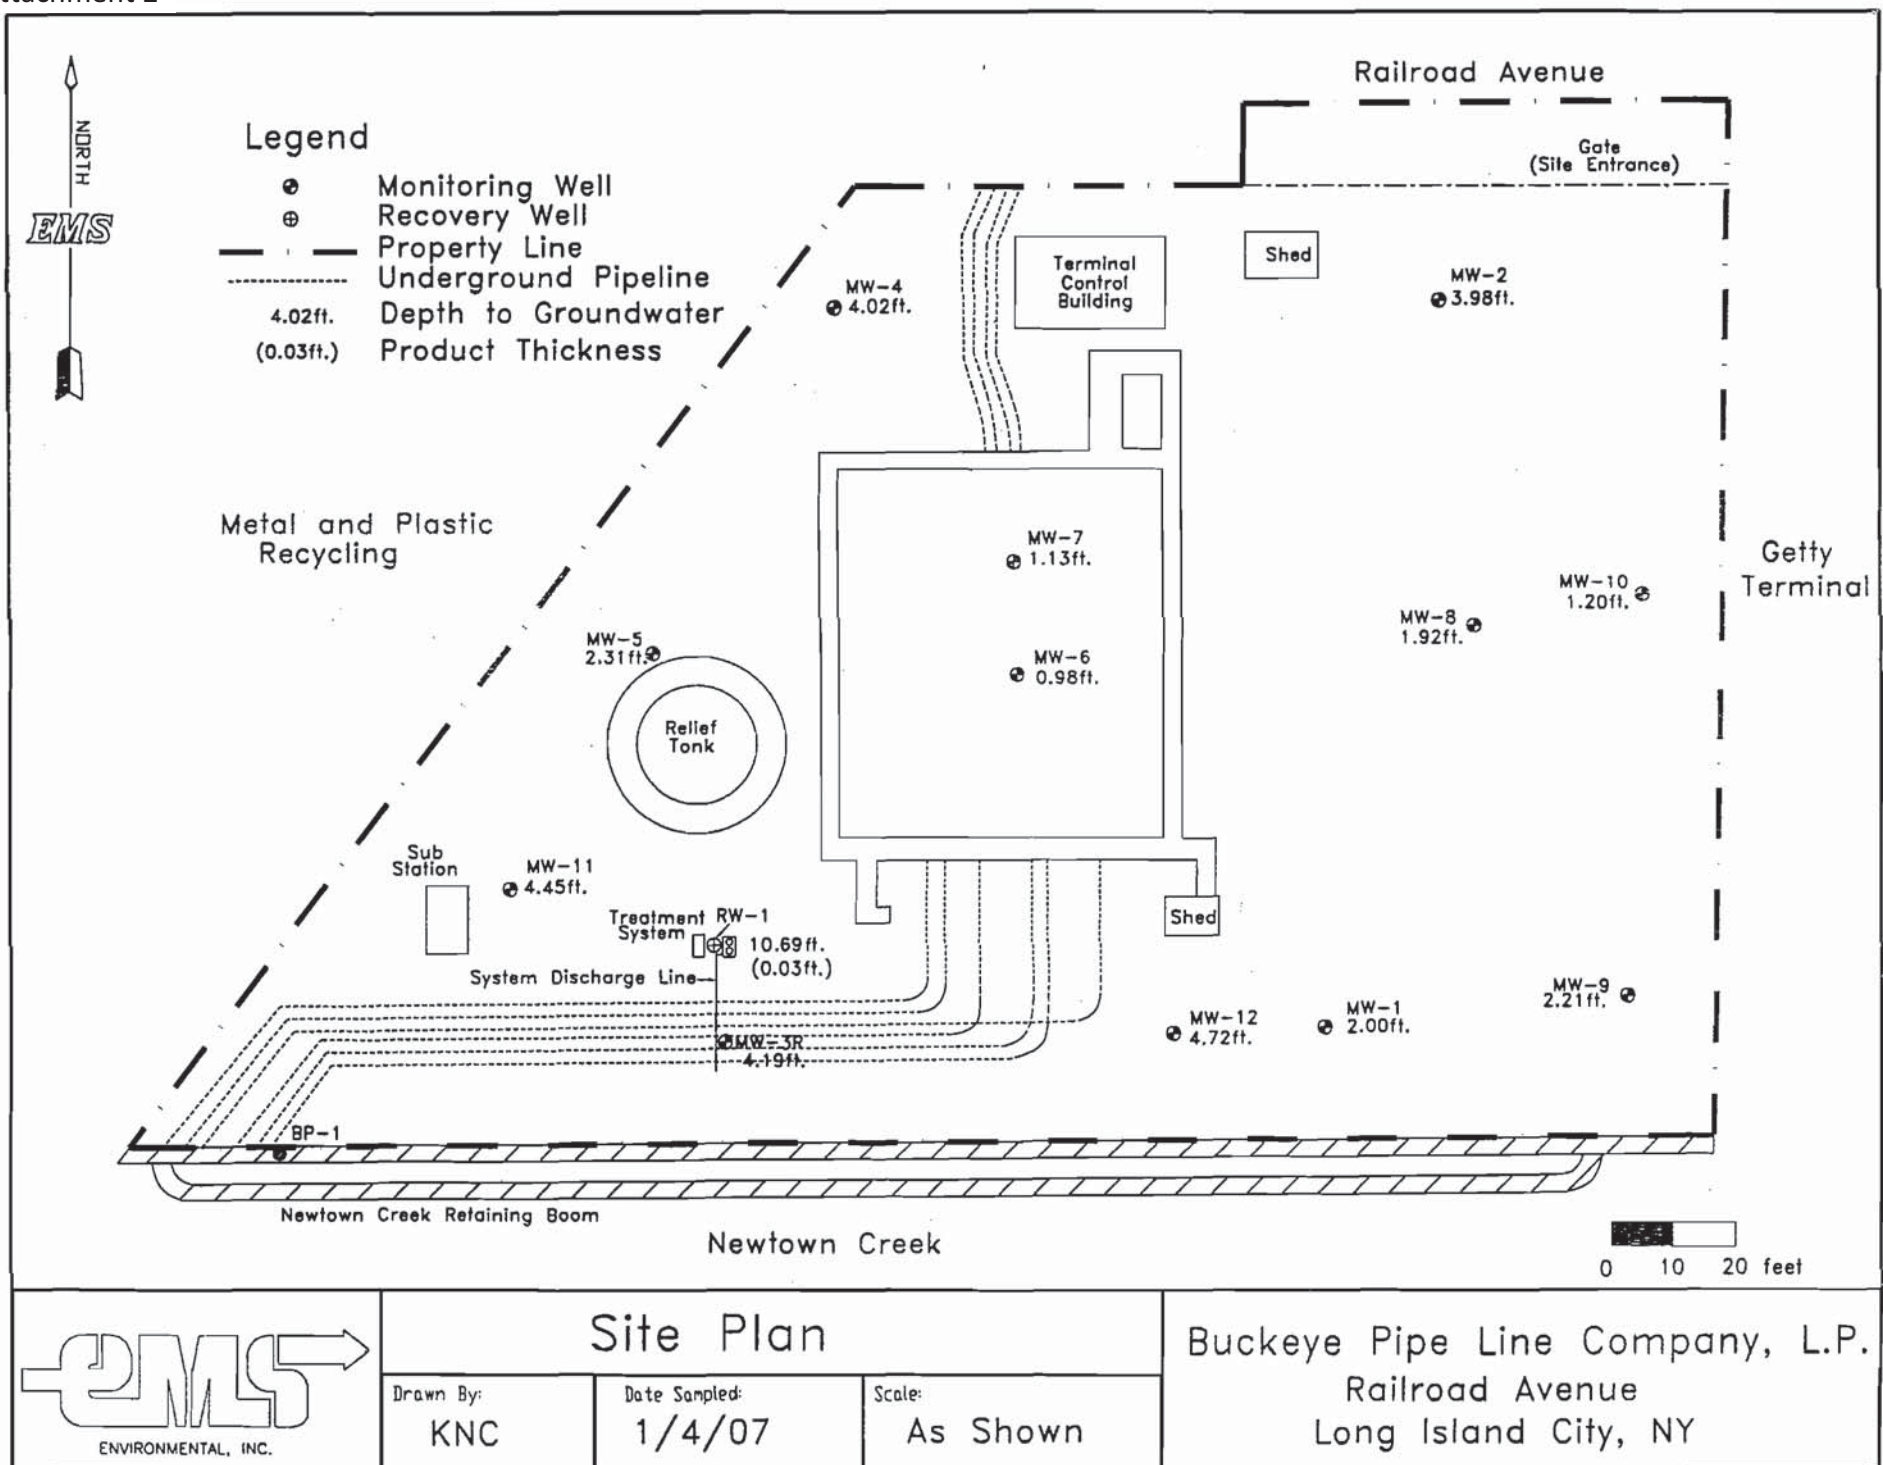 Railroad Avenue
NORTH
EMS
Legend
Monitoring Well
Recovery Well
Property Line
Underground Pipeline
4.02ft. Depth to Groundwater
(0.03ft.) Product Thickness
Gate
(Site Entrance)
Terminal
Control
Building
Shed
MW-2
3.98ft.
MW-4
4.02ft.
Metal and Plastic
Recycling
MW-7
1.13ft.
Getty
Terminal
MW-10
1.20ft.
MW-8
1.92ft.
MW-5
2.31ft.
MW-6
0.98ft.
Relief
Tonk
Sub
Station
MW-11
4.45ft.
Treatment
System
RW-1
10.69ft.
(0.03ft.)
Shed
System Discharge Line
MW-9
2.21ft.
MW-12
4.72ft.
MW-1
2.00ft.
MW-3R
4.19ft.
BP-1
Newtown Creek Retaining Boom
Newtown Creek
0 10 20 feet
eMS
ENVIRONMENTAL, INC.
Site Plan
Drawn By:
KNC
Date Sampled:
1/4/07
Scale:
As Shown
Buckeye Pipe Line Company, L.P.
Railroad Avenue
Long Island City, NY